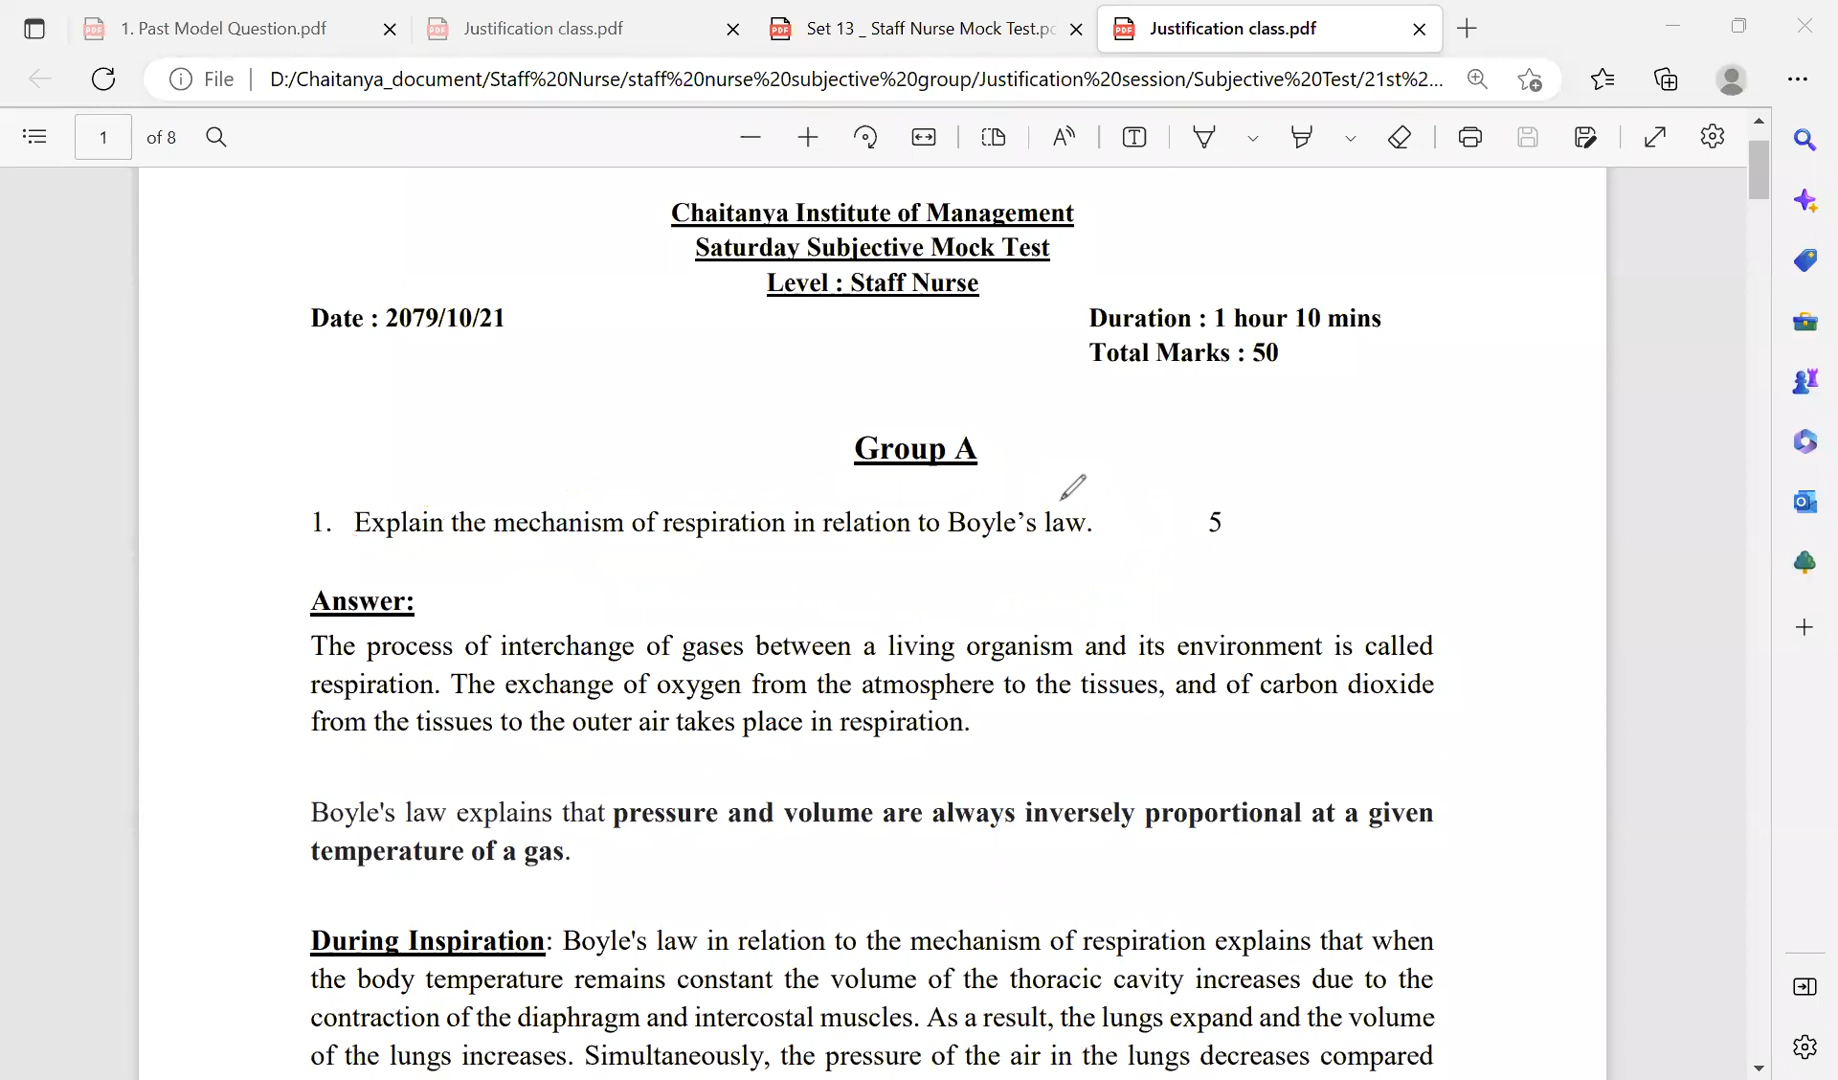 1. Past Model Question.pdf
Justification class.pdf
Set 13 _ Staff Nurse Mock Test.pd
Justification class.pdf
File
D:/Chaitanya_document/Staff%20Nurse/staff%20nurse%20subjective%20group/Justification%20session/Subjective%20Test/21st%2...
1 of 8
Chaitanya Institute of Management
Saturday Subjective Mock Test
Level : Staff Nurse
Date : 2079/10/21
Duration : 1 hour 10 mins
Total Marks : 50
Group A
1. Explain the mechanism of respiration in relation to Boyle’s law. 5
Answer:
The process of interchange of gases between a living organism and its environment is called
respiration. The exchange of oxygen from the atmosphere to the tissues, and of carbon dioxide
from the tissues to the outer air takes place in respiration.
Boyle's law explains that pressure and volume are always inversely proportional at a given
temperature of a gas.
During Inspiration: Boyle's law in relation to the mechanism of respiration explains that when
the body temperature remains constant the volume of the thoracic cavity increases due to the
contraction of the diaphragm and intercostal muscles. As a result, the lungs expand and the volume
of the lungs increases. Simultaneously, the pressure of the air in the lungs decreases compared